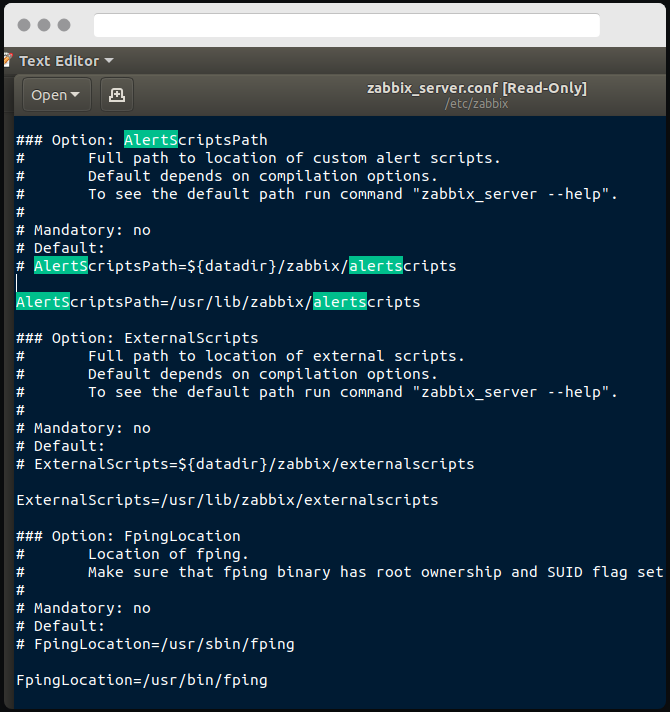 Text Editor
Open
zabbix_server.conf [Read-Only]
/etc/zabbix
### Option: AlertScriptsPath
#       Full path to location of custom alert scripts.
#       Default depends on compilation options.
#       To see the default path run command "zabbix_server --help".
#
# Mandatory: no
# Default:
# AlertScriptsPath=${datadir}/zabbix/alertscripts
AlertScriptsPath=/usr/lib/zabbix/alertscripts
### Option: ExternalScripts
#       Full path to location of external scripts.
#       Default depends on compilation options.
#       To see the default path run command "zabbix_server --help".
#
# Mandatory: no
# Default:
# ExternalScripts=${datadir}/zabbix/externalscripts
ExternalScripts=/usr/lib/zabbix/externalscripts
### Option: FpingLocation
#       Location of fping.
#       Make sure that fping binary has root ownership and SUID flag set
#
# Mandatory: no
# Default:
# FpingLocation=/usr/sbin/fping
FpingLocation=/usr/bin/fping